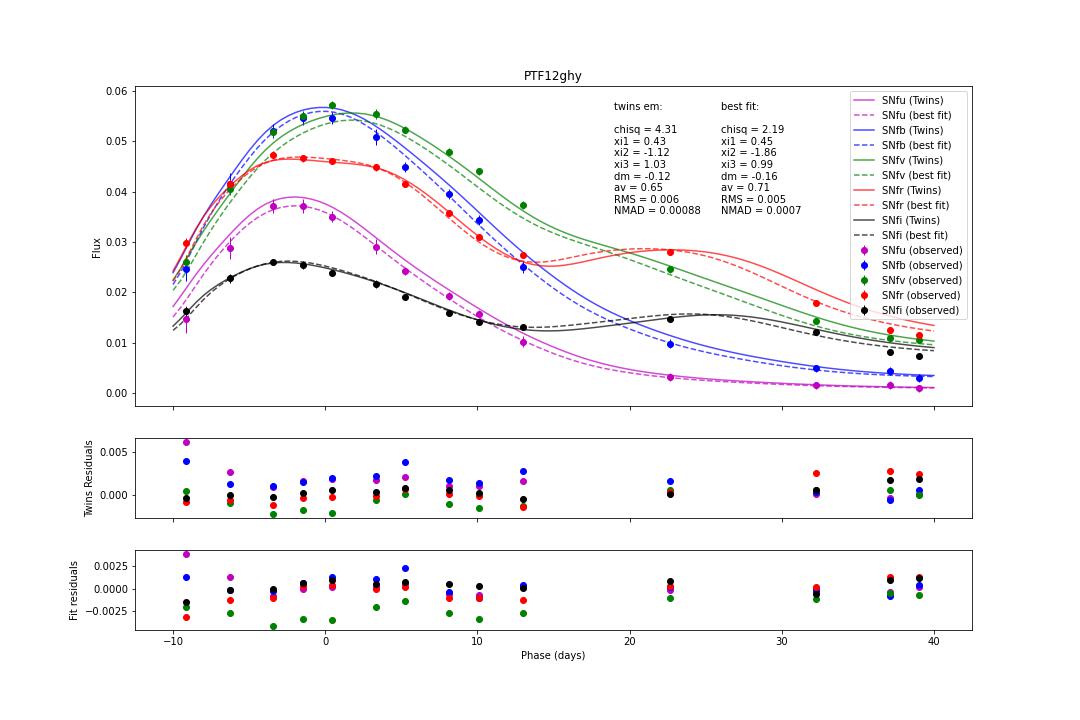 PTF12ghy
Flux
0.06
0.05
0.04
0.03
0.02
0.01
0.00
twins em:
chisq = 4.31
xi1 = 0.43
xi2 = -1.12
xi3 = 1.03
dm = -0.12
av = 0.65
RMS = 0.006
NMAD = 0.00088
best fit:
chisq = 2.19
xi1 = 0.45
xi2 = -1.86
xi3 = 0.99
dm = -0.16
av = 0.71
RMS = 0.005
NMAD = 0.0007
SNfu (Twins)
SNfu (best fit)
SNfb (Twins)
SNfb (best fit)
SNfv (Twins)
SNfv (best fit)
SNfr (Twins)
SNfr (best fit)
SNfi (Twins)
SNfi (best fit)
SNfu (observed)
SNfb (observed)
SNfv (observed)
SNfr (observed)
SNfi (observed)
−10
0
10
20
30
40
Twins Residuals
0.005
0.000
Fit residuals
0.0025
0.0000
−0.0025
−10
0
10
20
30
40
Phase (days)